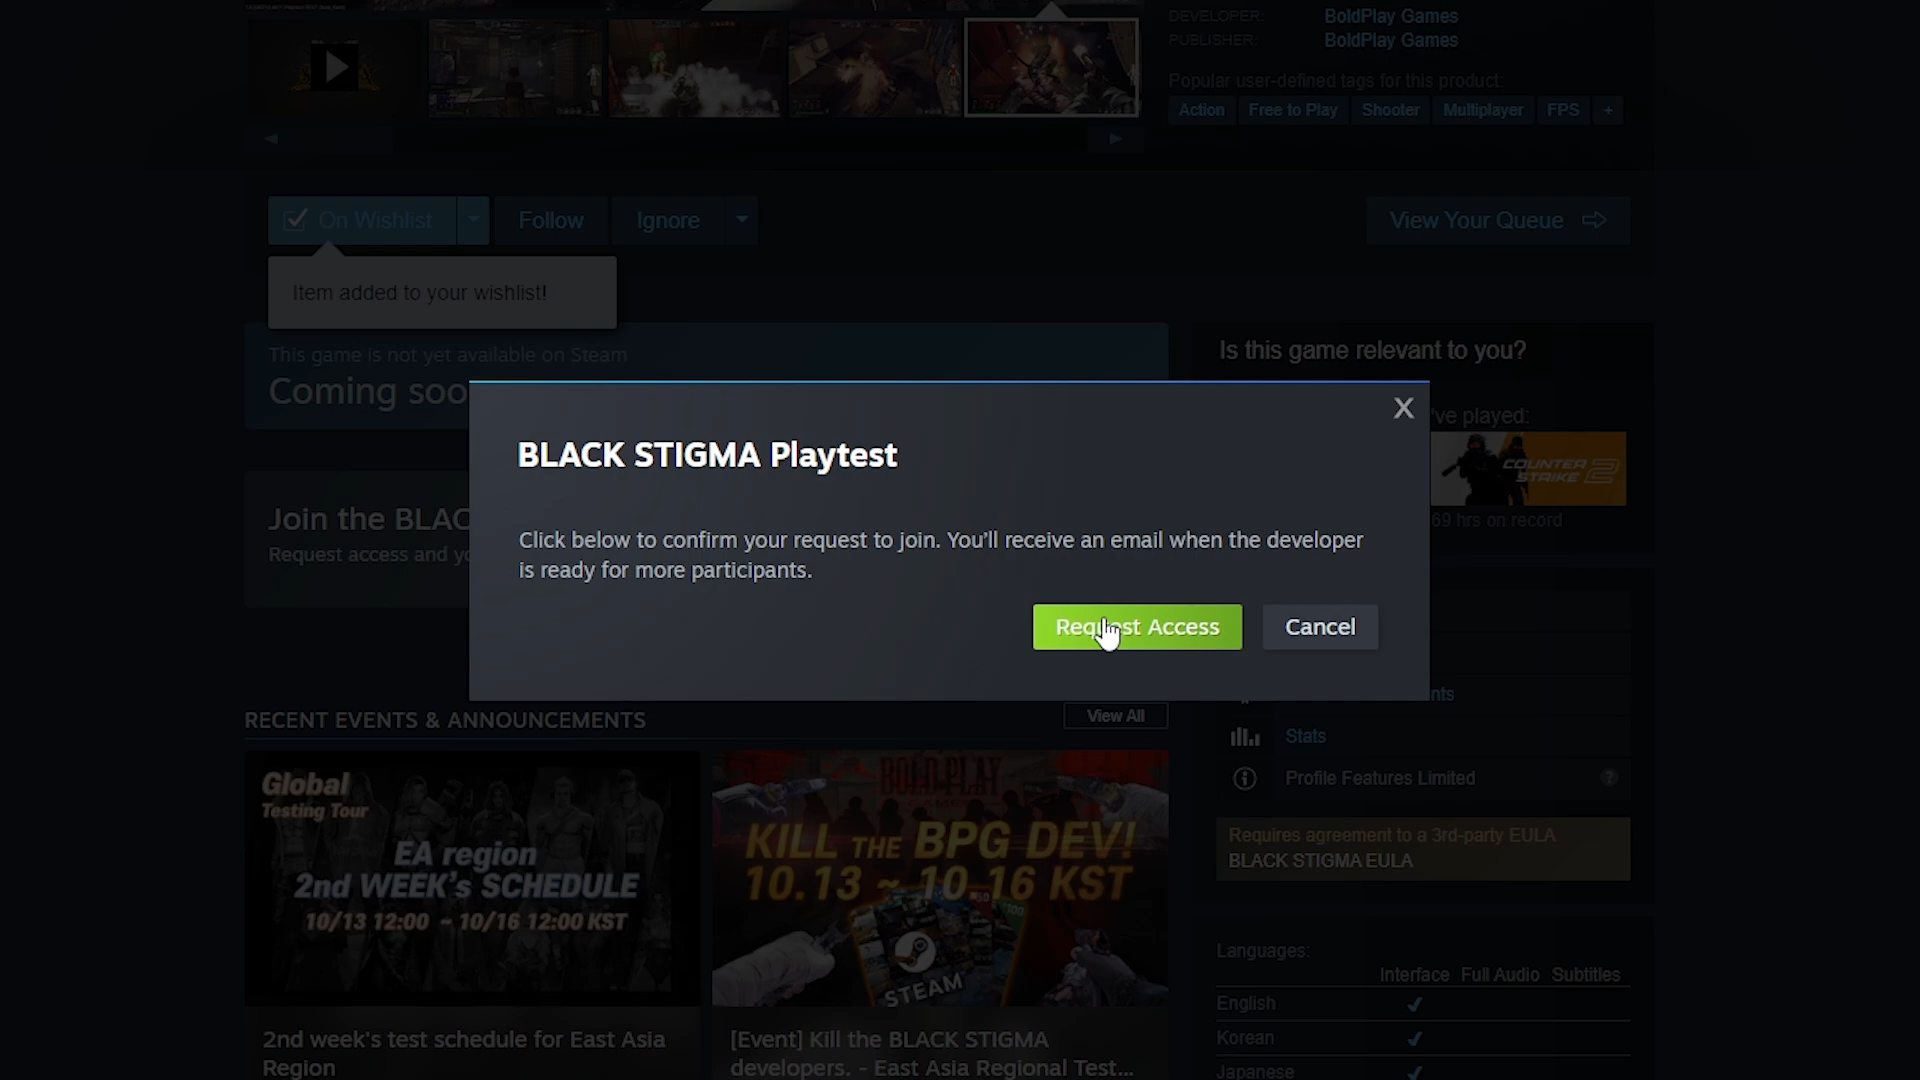 DEVELOPER: BoldPlay Games
PUBLISHER: BoldPlay Games
Popular user-defined tags for this product:
Action Free to Play Shooter Multiplayer FPS +
On Wishlist Follow Ignore View Your Queue
Item added to your wishlist!
This game is not yet available on Steam
Coming soo
Is this game relevant to you?
've played:
COUNTER STRIKE 2
69 hrs on record
X
BLACK STIGMA Playtest
Click below to confirm your request to join. You'll receive an email when the developer
is ready for more participants.
Request Access Cancel
Join the BLAC
Request access and yo
nts
Stats
Profile Features Limited ?
Requires agreement to a 3rd-party EULA
BLACK STIGMA EULA
RECENT EVENTS & ANNOUNCEMENTS View All
Global
Testing Tour
EA region
2nd WEEK's SCHEDULE
10/13 12:00 ~ 10/16 12:00 KST
BOLD PLAY
GAMES
KILL THE BPG DEV!
10.13 ~ 10.16 KST
STEAM
2nd week's test schedule for East Asia
Region
[Event] Kill the BLACK STIGMA
developers. - East Asia Regional Test...
Languages:
Interface Full Audio Subtitles
English ✔
Korean ✔
Japanese ✔